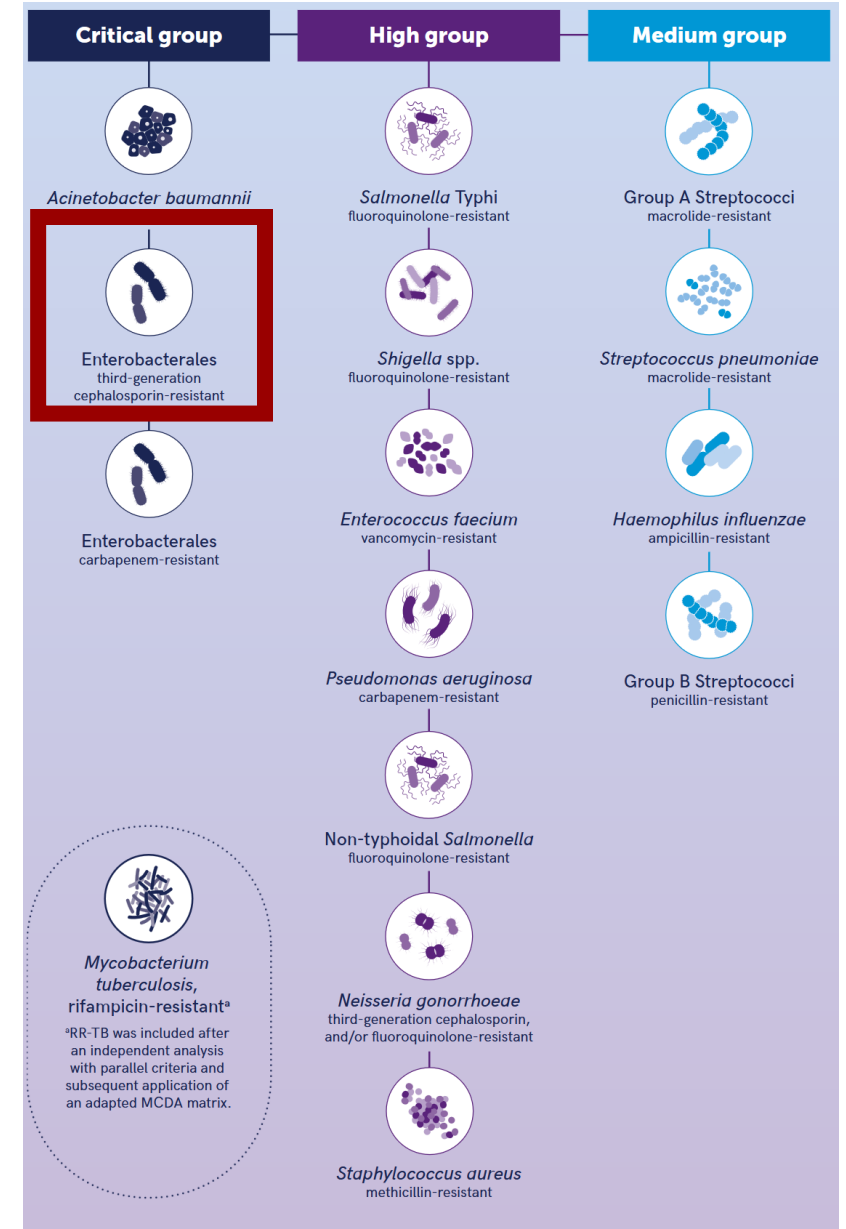 Critical group
High group
Medium group
Acinetobacter baumannii
Enterobacterales
third-generation
cephalosporin-resistant
Enterobacterales
carbapenem-resistant
Mycobacterium
tuberculosis,
rifampicin-resistantᵃ
ᵃRR-TB was included after
an independent analysis
with parallel criteria and
subsequent application of
an adapted MCDA matrix.
Salmonella Typhi
fluoroquinolone-resistant
Shigella spp.
fluoroquinolone-resistant
Enterococcus faecium
vancomycin-resistant
Pseudomonas aeruginosa
carbapenem-resistant
Non-typhoidal Salmonella
fluoroquinolone-resistant
Neisseria gonorrhoeae
third-generation cephalosporin,
and/or fluoroquinolone-resistant
Staphylococcus aureus
methicillin-resistant
Group A Streptococci
macrolide-resistant
Streptococcus pneumoniae
macrolide-resistant
Haemophilus influenzae
ampicillin-resistant
Group B Streptococci
penicillin-resistant